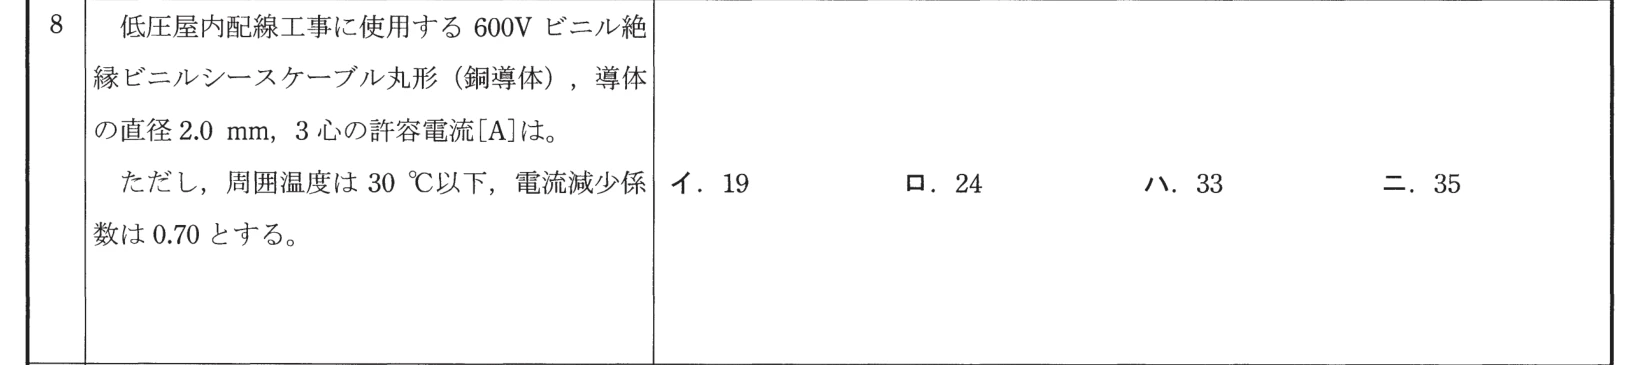 8
低圧屋内配線工事に使用する 600V ビニル絶
縁ビニルシースケーブル丸形（銅導体），導体
の直径 2.0 mm，3 心の許容電流[A]は。
ただし，周囲温度は 30 ℃以下，電流減少係
数は 0.70 とする。
イ．19 ロ．24 ハ．33 ニ．35